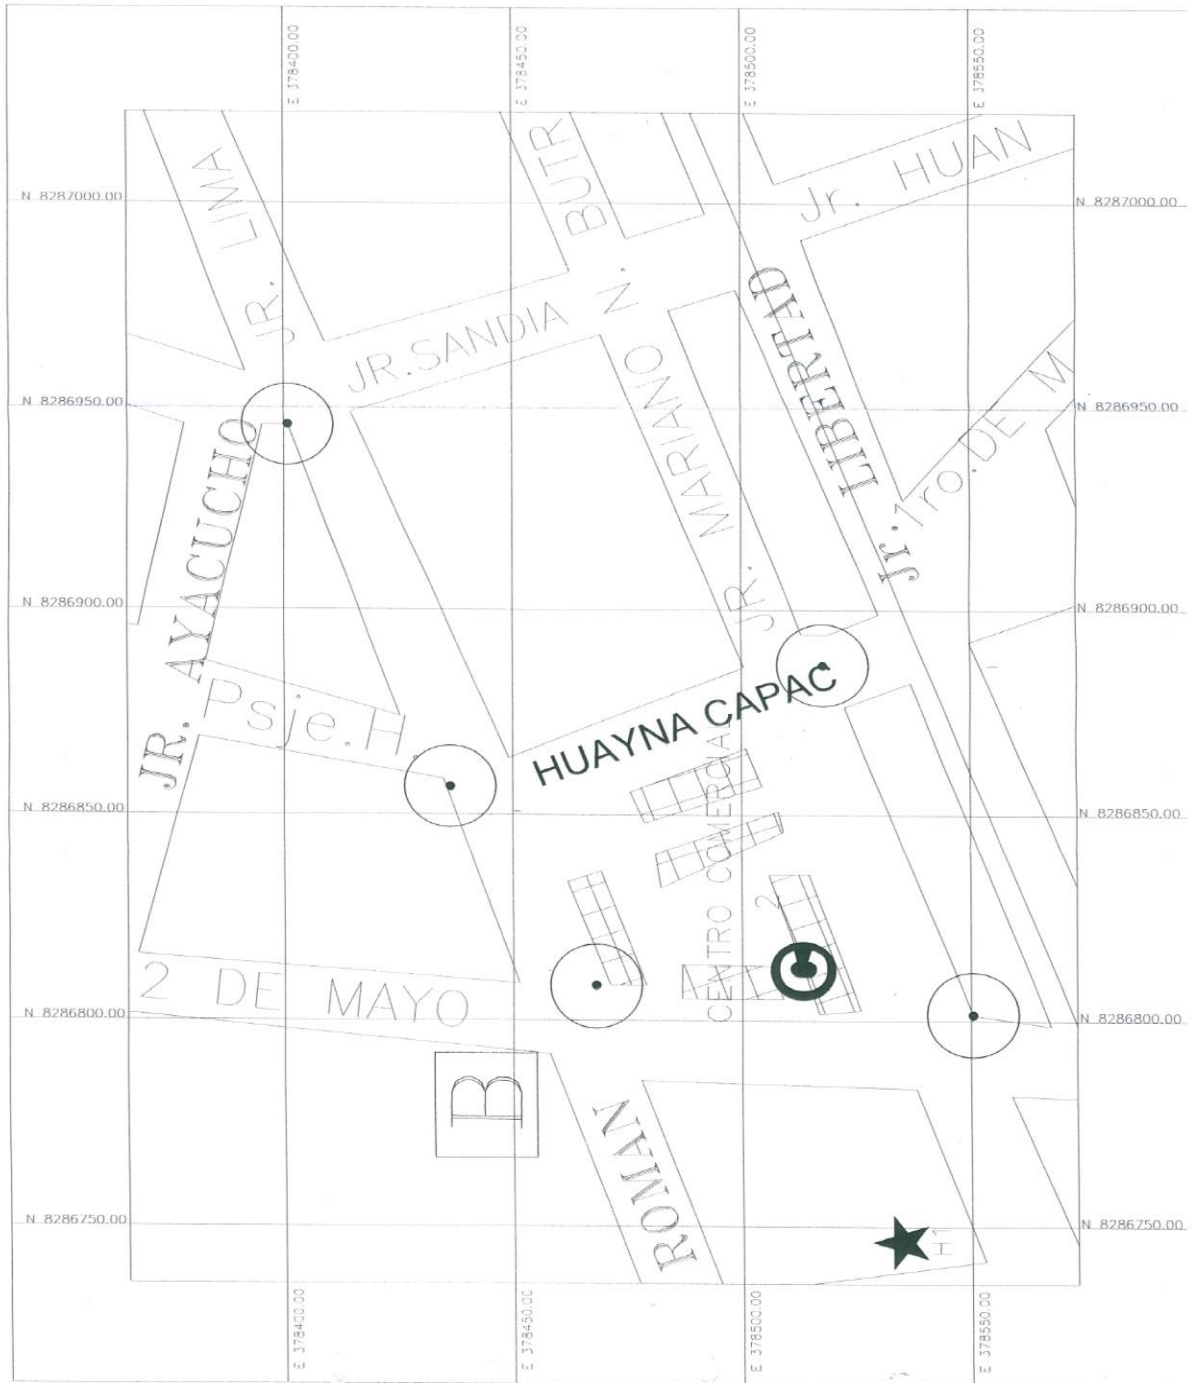 E 378400.00
E 378450.00
E 378500.00
E 378550.00
N 8287000.00
N 8287000.00
JR. LIMA
N. BUTR
Jr. HUAN
JR.SANDIA
N 8286950.00
N 8286950.00
JR. AYACUCHO
JR. MARIANO
Jr. LIBERTAD
1ro.DE M
N 8286900.00
N 8286900.00
Psje.H.
HUAYNA CAPAC
N 8286850.00
N 8286850.00
CENTRO COMERCIAL
2
C
2 DE MAYO
N 8286800.00
N 8286800.00
B
ROMAN
N 8286750.00
N 8286750.00
H1
E 378400.00
E 378450.00
E 378500.00
E 378550.00